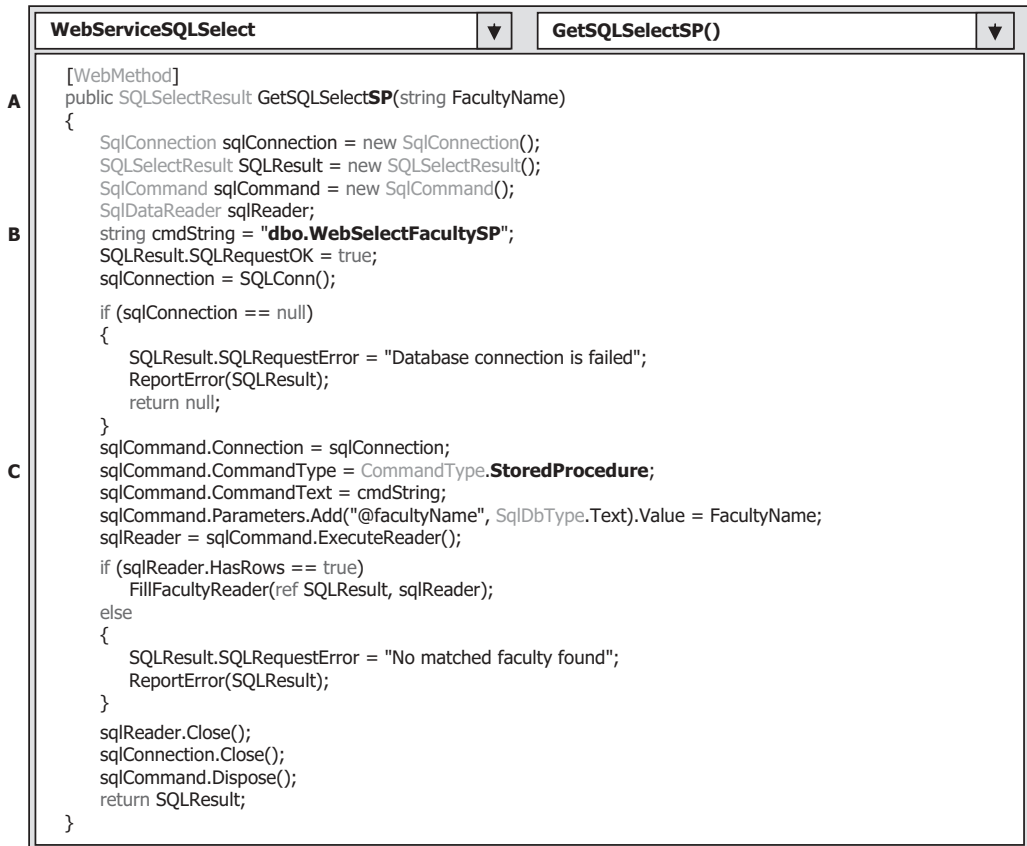 WebServiceSQLSelect GetSQLSelectSP()
[WebMethod]
A public SQLSelectResult GetSQLSelectSP(string FacultyName)
{
SqlConnection sqlConnection = new SqlConnection();
SQLSelectResult SQLResult = new SQLSelectResult();
SqlCommand sqlCommand = new SqlCommand();
SqlDataReader sqlReader;
B string cmdString = "dbo.WebSelectFacultySP";
SQLResult.SQLRequestOK = true;
sqlConnection = SQLConn();
if (sqlConnection == null)
{
SQLResult.SQLRequestError = "Database connection is failed";
ReportError(SQLResult);
return null;
}
sqlCommand.Connection = sqlConnection;
C sqlCommand.CommandType = CommandType.StoredProcedure;
sqlCommand.CommandText = cmdString;
sqlCommand.Parameters.Add("@facultyName", SqlDbType.Text).Value = FacultyName;
sqlReader = sqlCommand.ExecuteReader();
if (sqlReader.HasRows == true)
FillFacultyReader(ref SQLResult, sqlReader);
else
{
SQLResult.SQLRequestError = "No matched faculty found";
ReportError(SQLResult);
}
sqlReader.Close();
sqlConnection.Close();
sqlCommand.Dispose();
return SQLResult;
}